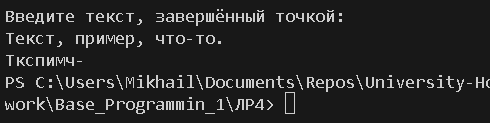 Введите текст, завершённый точкой:
Текст, пример, что-то.
Ткспимч-
PS C:\Users\Mikhail\Documents\Repos\University-Ho
work\Base_Programmin_1\ЛР4>